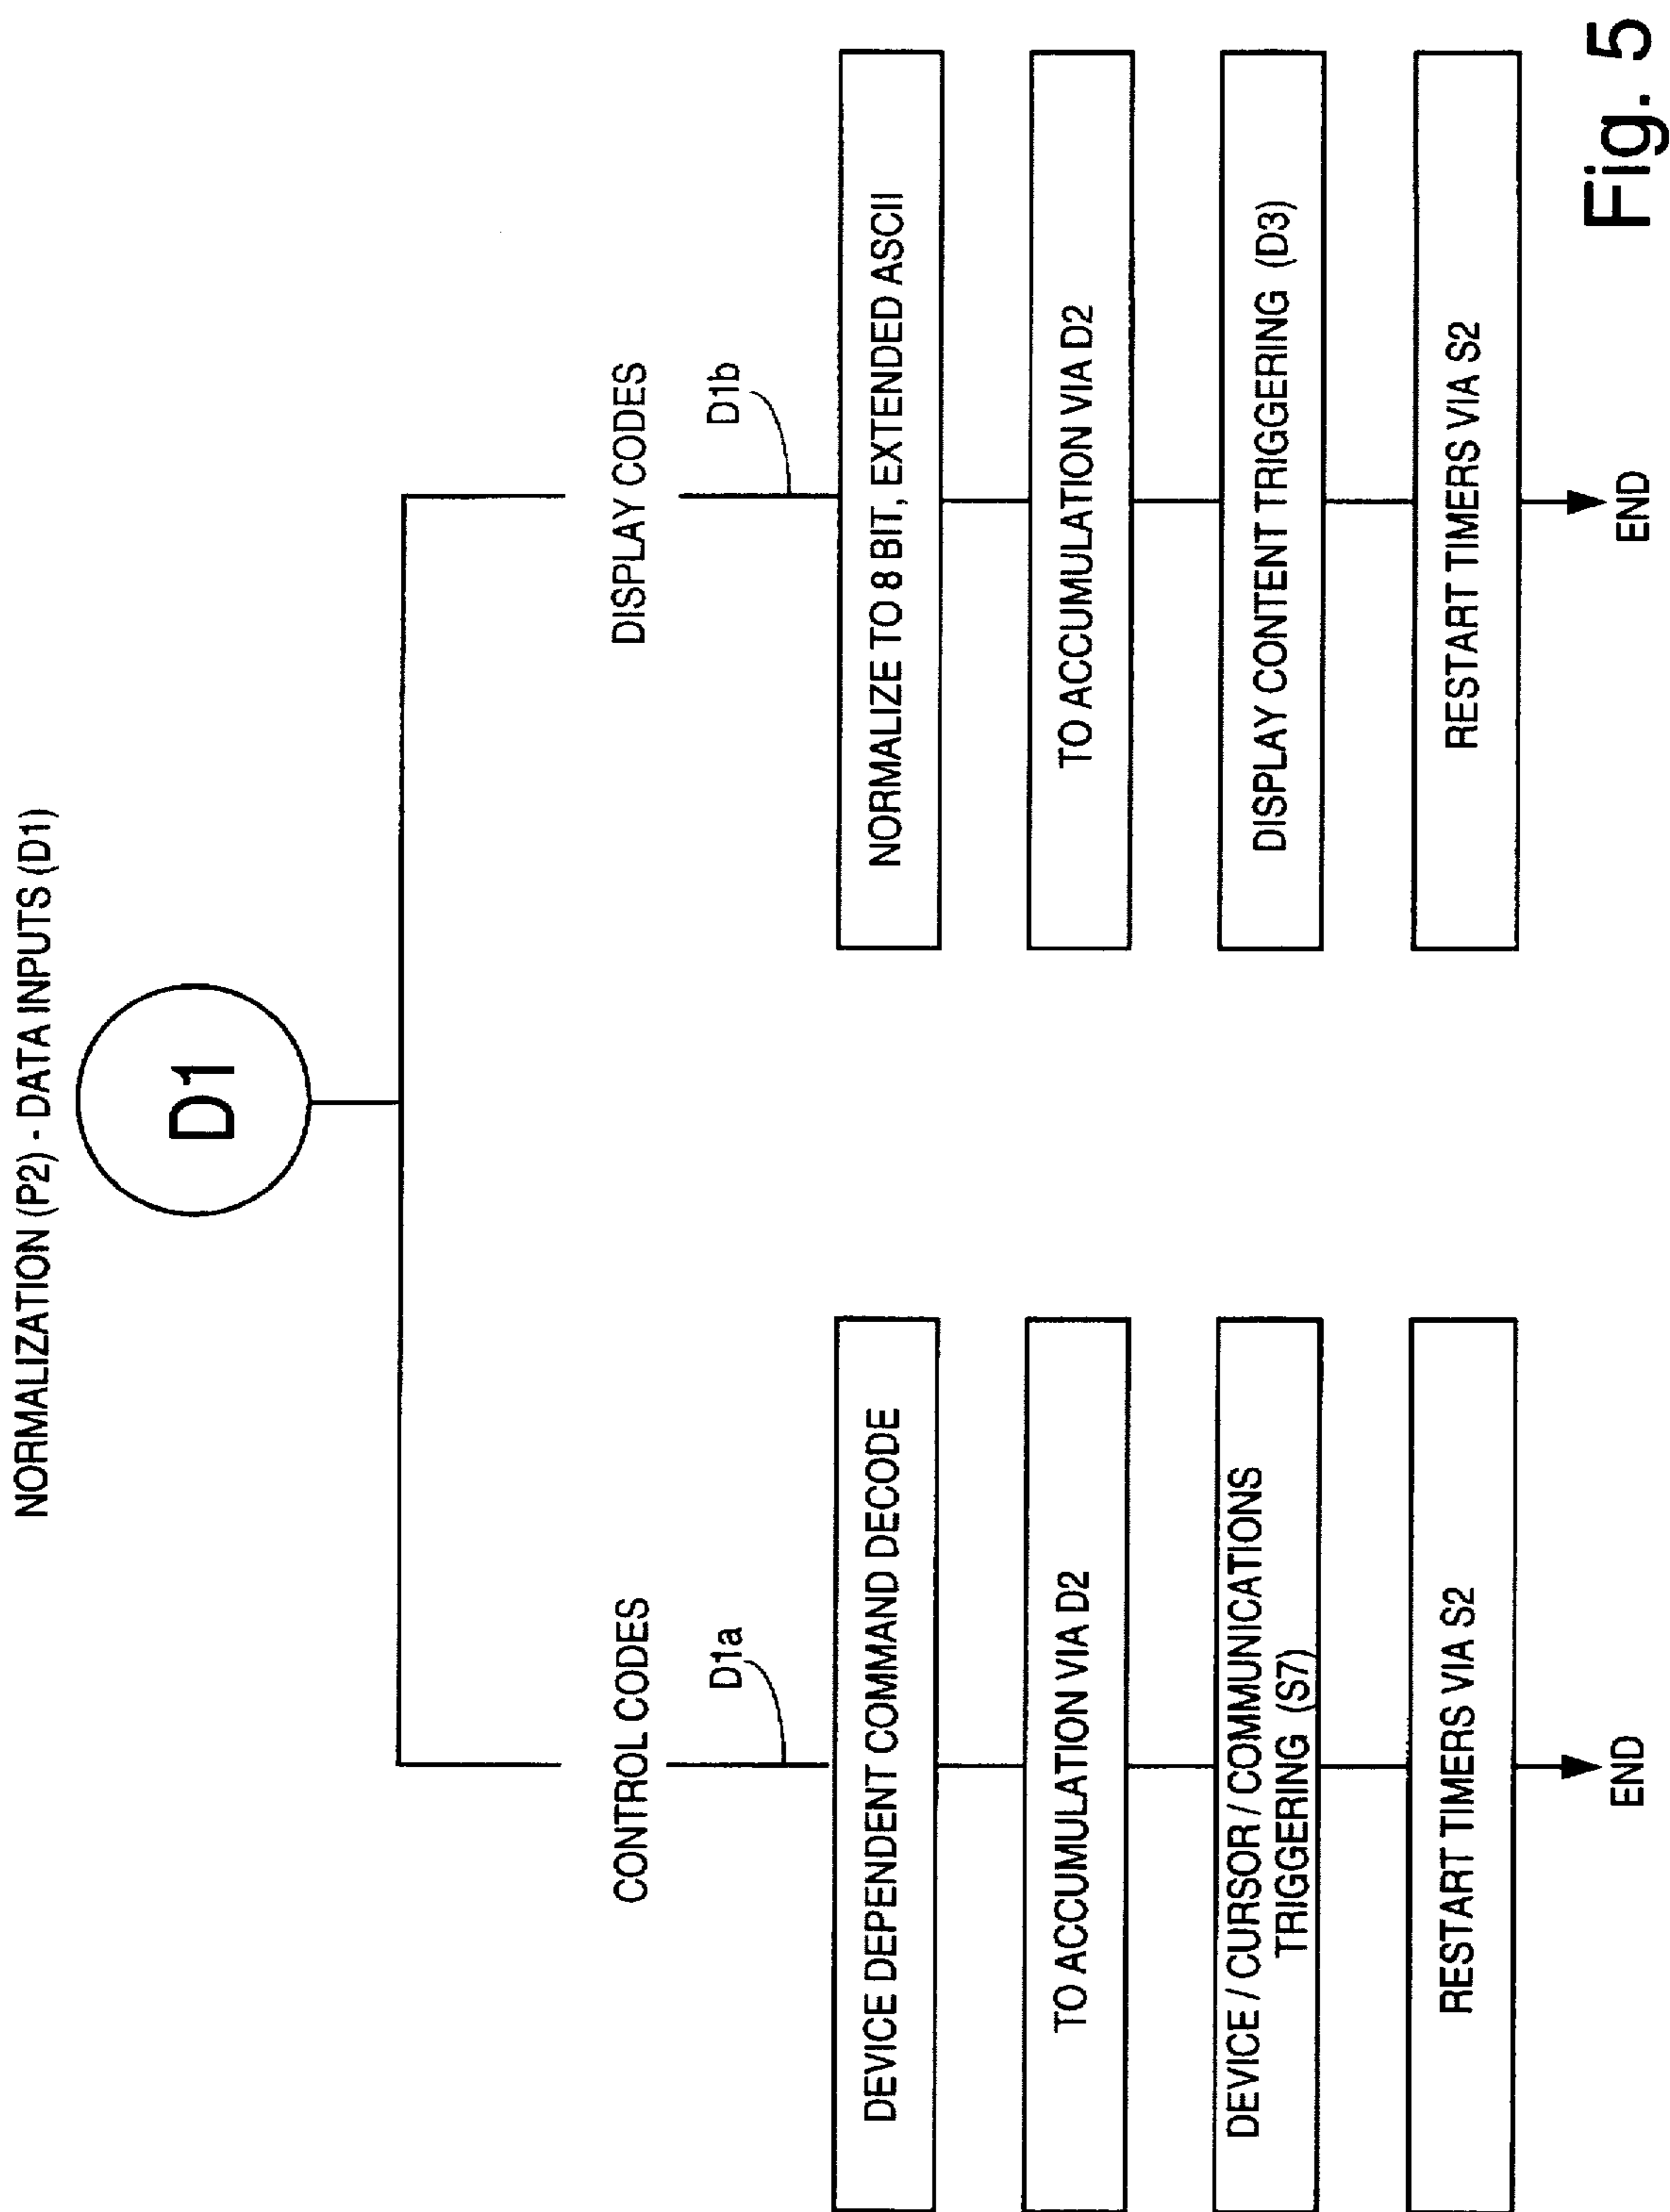 NORMALIZATION (P2) - DATA INPUTS (D1)
D1
CONTROL CODES
D1a
DEVICE DEPENDENT COMMAND DECODE
TO ACCUMULATION VIA D2
DEVICE / CURSOR / COMMUNICATIONS
TRIGGERING (S7)
RESTART TIMERS VIA S2
END
DISPLAY CODES
D1b
NORMALIZE TO 8 BIT, EXTENDED ASCII
TO ACCUMULATION VIA D2
DISPLAY CONTENT TRIGGERING (D3)
RESTART TIMERS VIA S2
END
Fig. 5